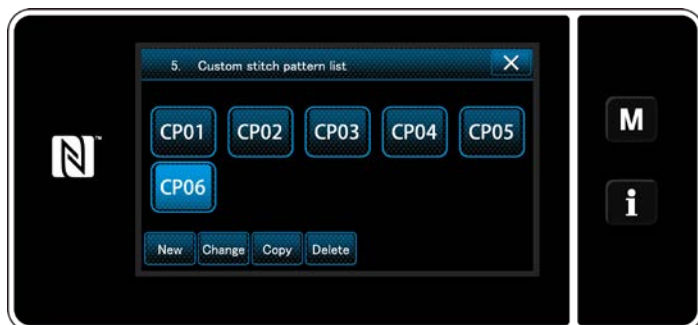 5. Custom stitch pattern list
CP01 CP02 CP03 CP04 CP05
CP06
New Change Copy Delete
M
i